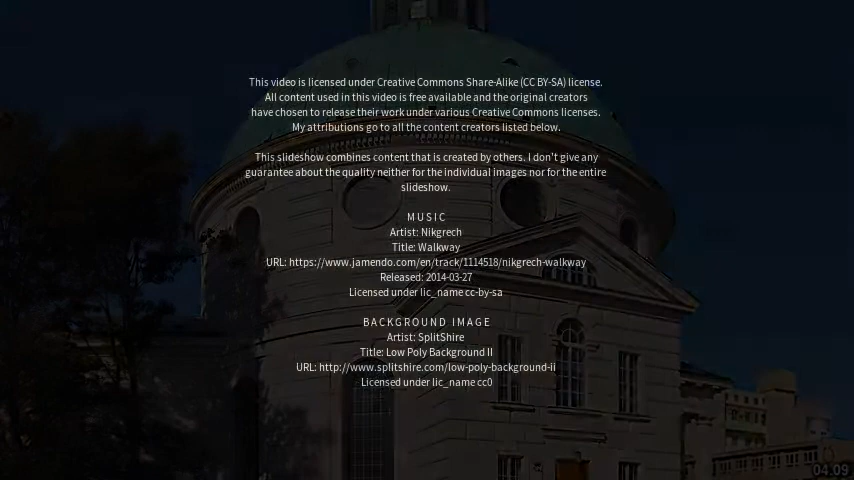 This video is licensed under Creative Commons Share-Alike (CC BY-SA) license.
All content used in this video is free available and the original creators
have chosen to release their work under various Creative Commons licenses.
My attributions go to all the content creators listed below.
This slideshow combines content that is created by others. I don't give any
guarantee about the quality neither for the individual images nor for the entire
slideshow.
MUSIC
Artist: Nikgrech
Title: Walkway
URL: https://www.jamendo.com/en/track/1114518/nikgrech-walkway
Released: 2014-03-27
Licensed under lic_name cc-by-sa
BACKGROUND IMAGE
Artist: SplitShire
Title: Low Poly Background II
URL: http://www.splitshire.com/low-poly-background-ii
Licensed under lic_name cc0
04.09